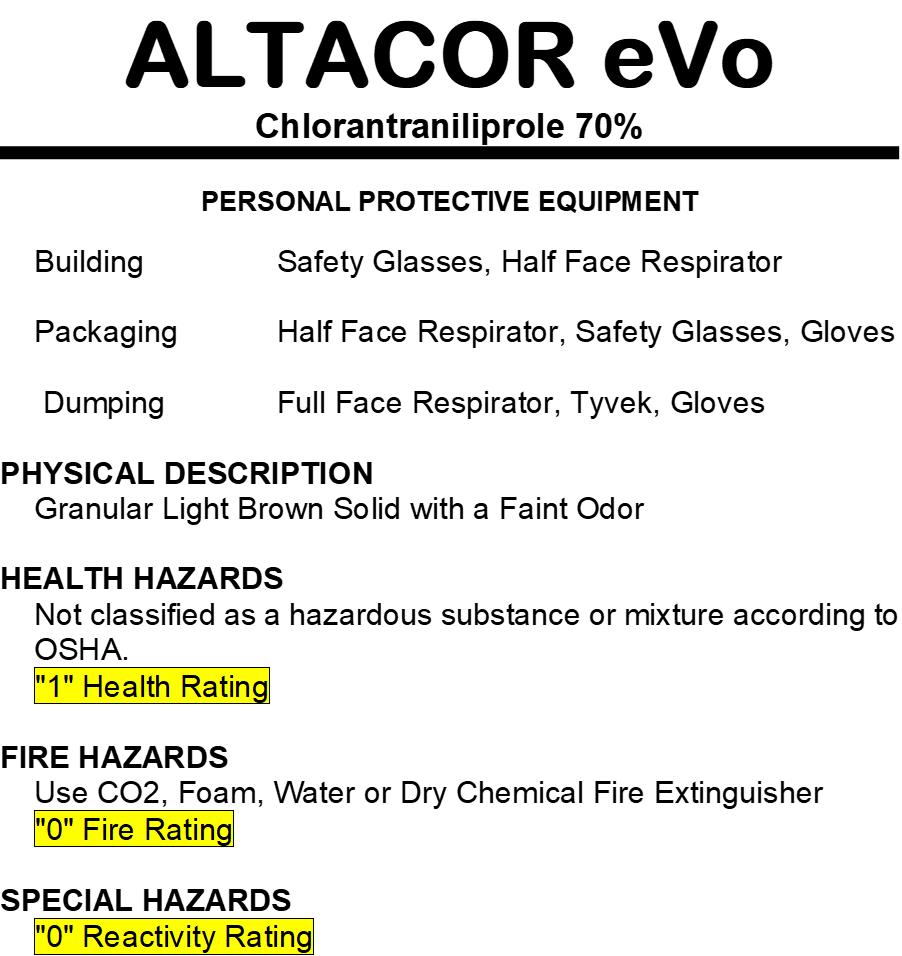 ALTACOR eVo
Chlorantraniliprole 70%
PERSONAL PROTECTIVE EQUIPMENT
Building Safety Glasses, Half Face Respirator
Packaging Half Face Respirator, Safety Glasses, Gloves
Dumping Full Face Respirator, Tyvek, Gloves
PHYSICAL DESCRIPTION
Granular Light Brown Solid with a Faint Odor
HEALTH HAZARDS
Not classified as a hazardous substance or mixture according to
OSHA.
"1" Health Rating
FIRE HAZARDS
Use CO2, Foam, Water or Dry Chemical Fire Extinguisher
"0" Fire Rating
SPECIAL HAZARDS
"0" Reactivity Rating